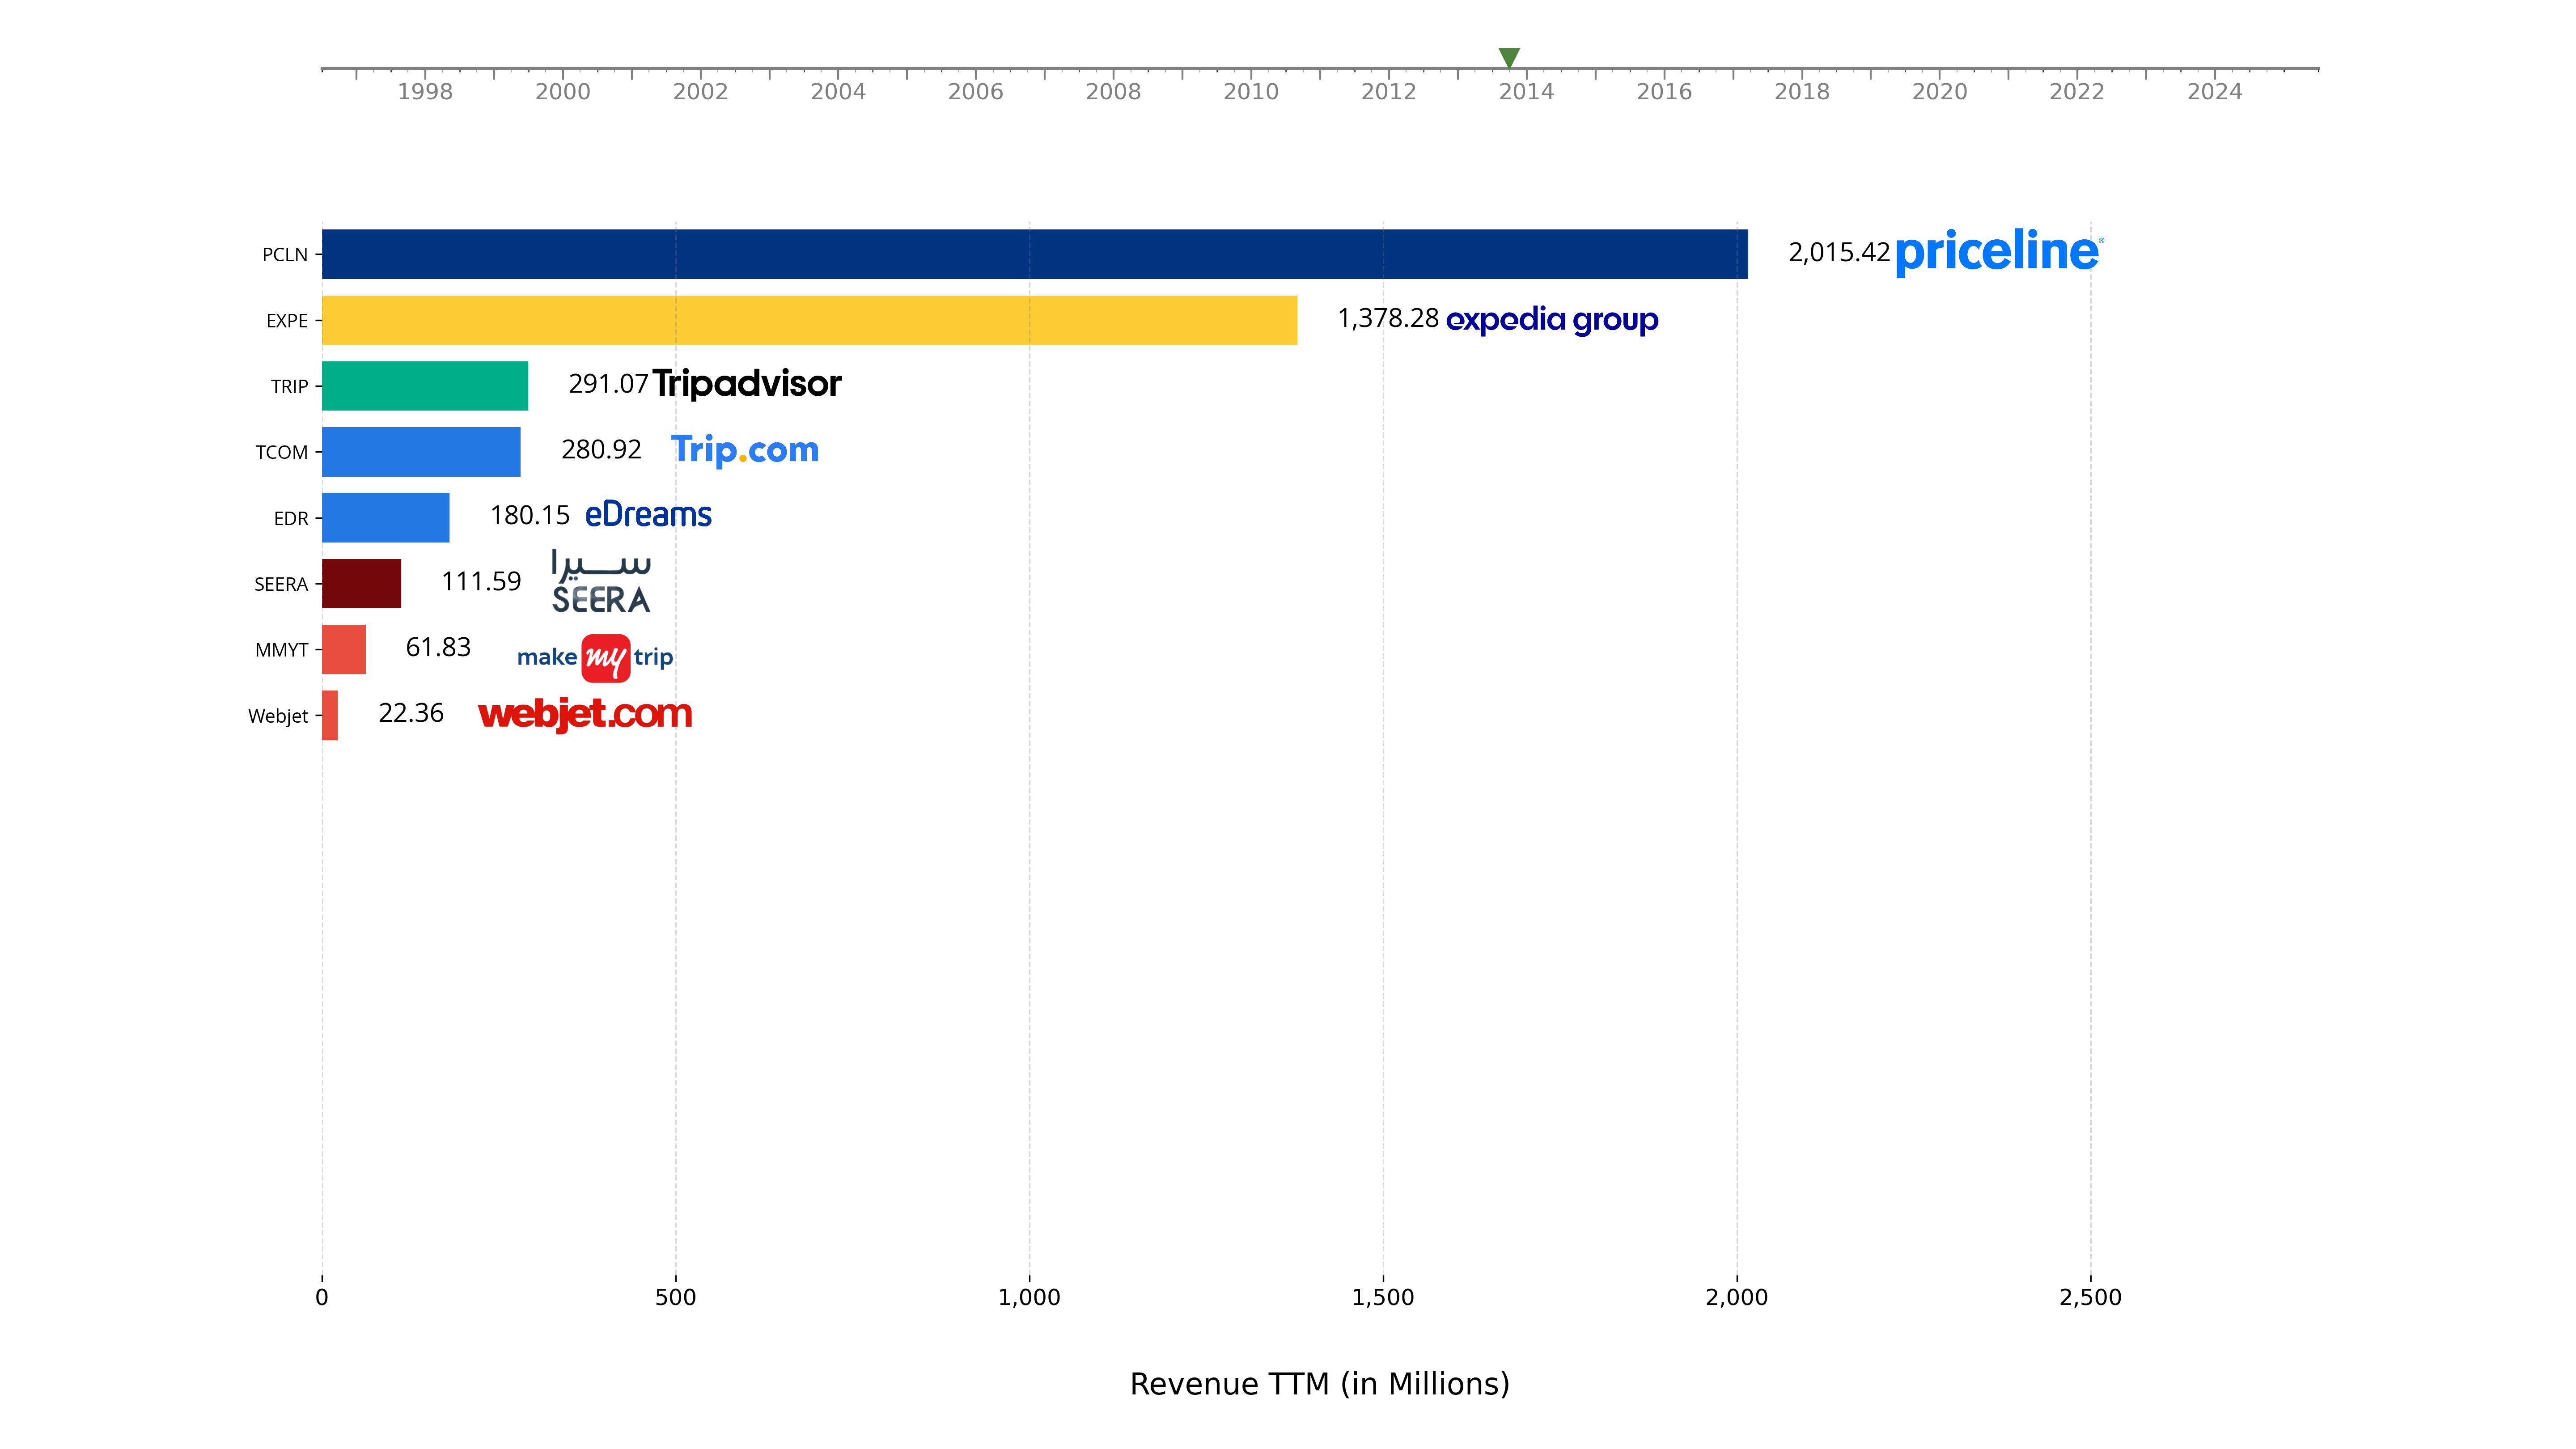 1998 2000 2002 2004 2006 2008 2010 2012 2014 2016 2018 2020 2022 2024
PCLN 2,015.42 priceline®
EXPE 1,378.28 expedia group
TRIP 291.07 Tripadvisor
TCOM 280.92 Trip.com
EDR 180.15 eDreams
سيرا
SEERA 111.59 SEERA
MMYT 61.83 make my trip
Webjet 22.36 webjet.com
0 500 1,000 1,500 2,000 2,500
Revenue TTM (in Millions)